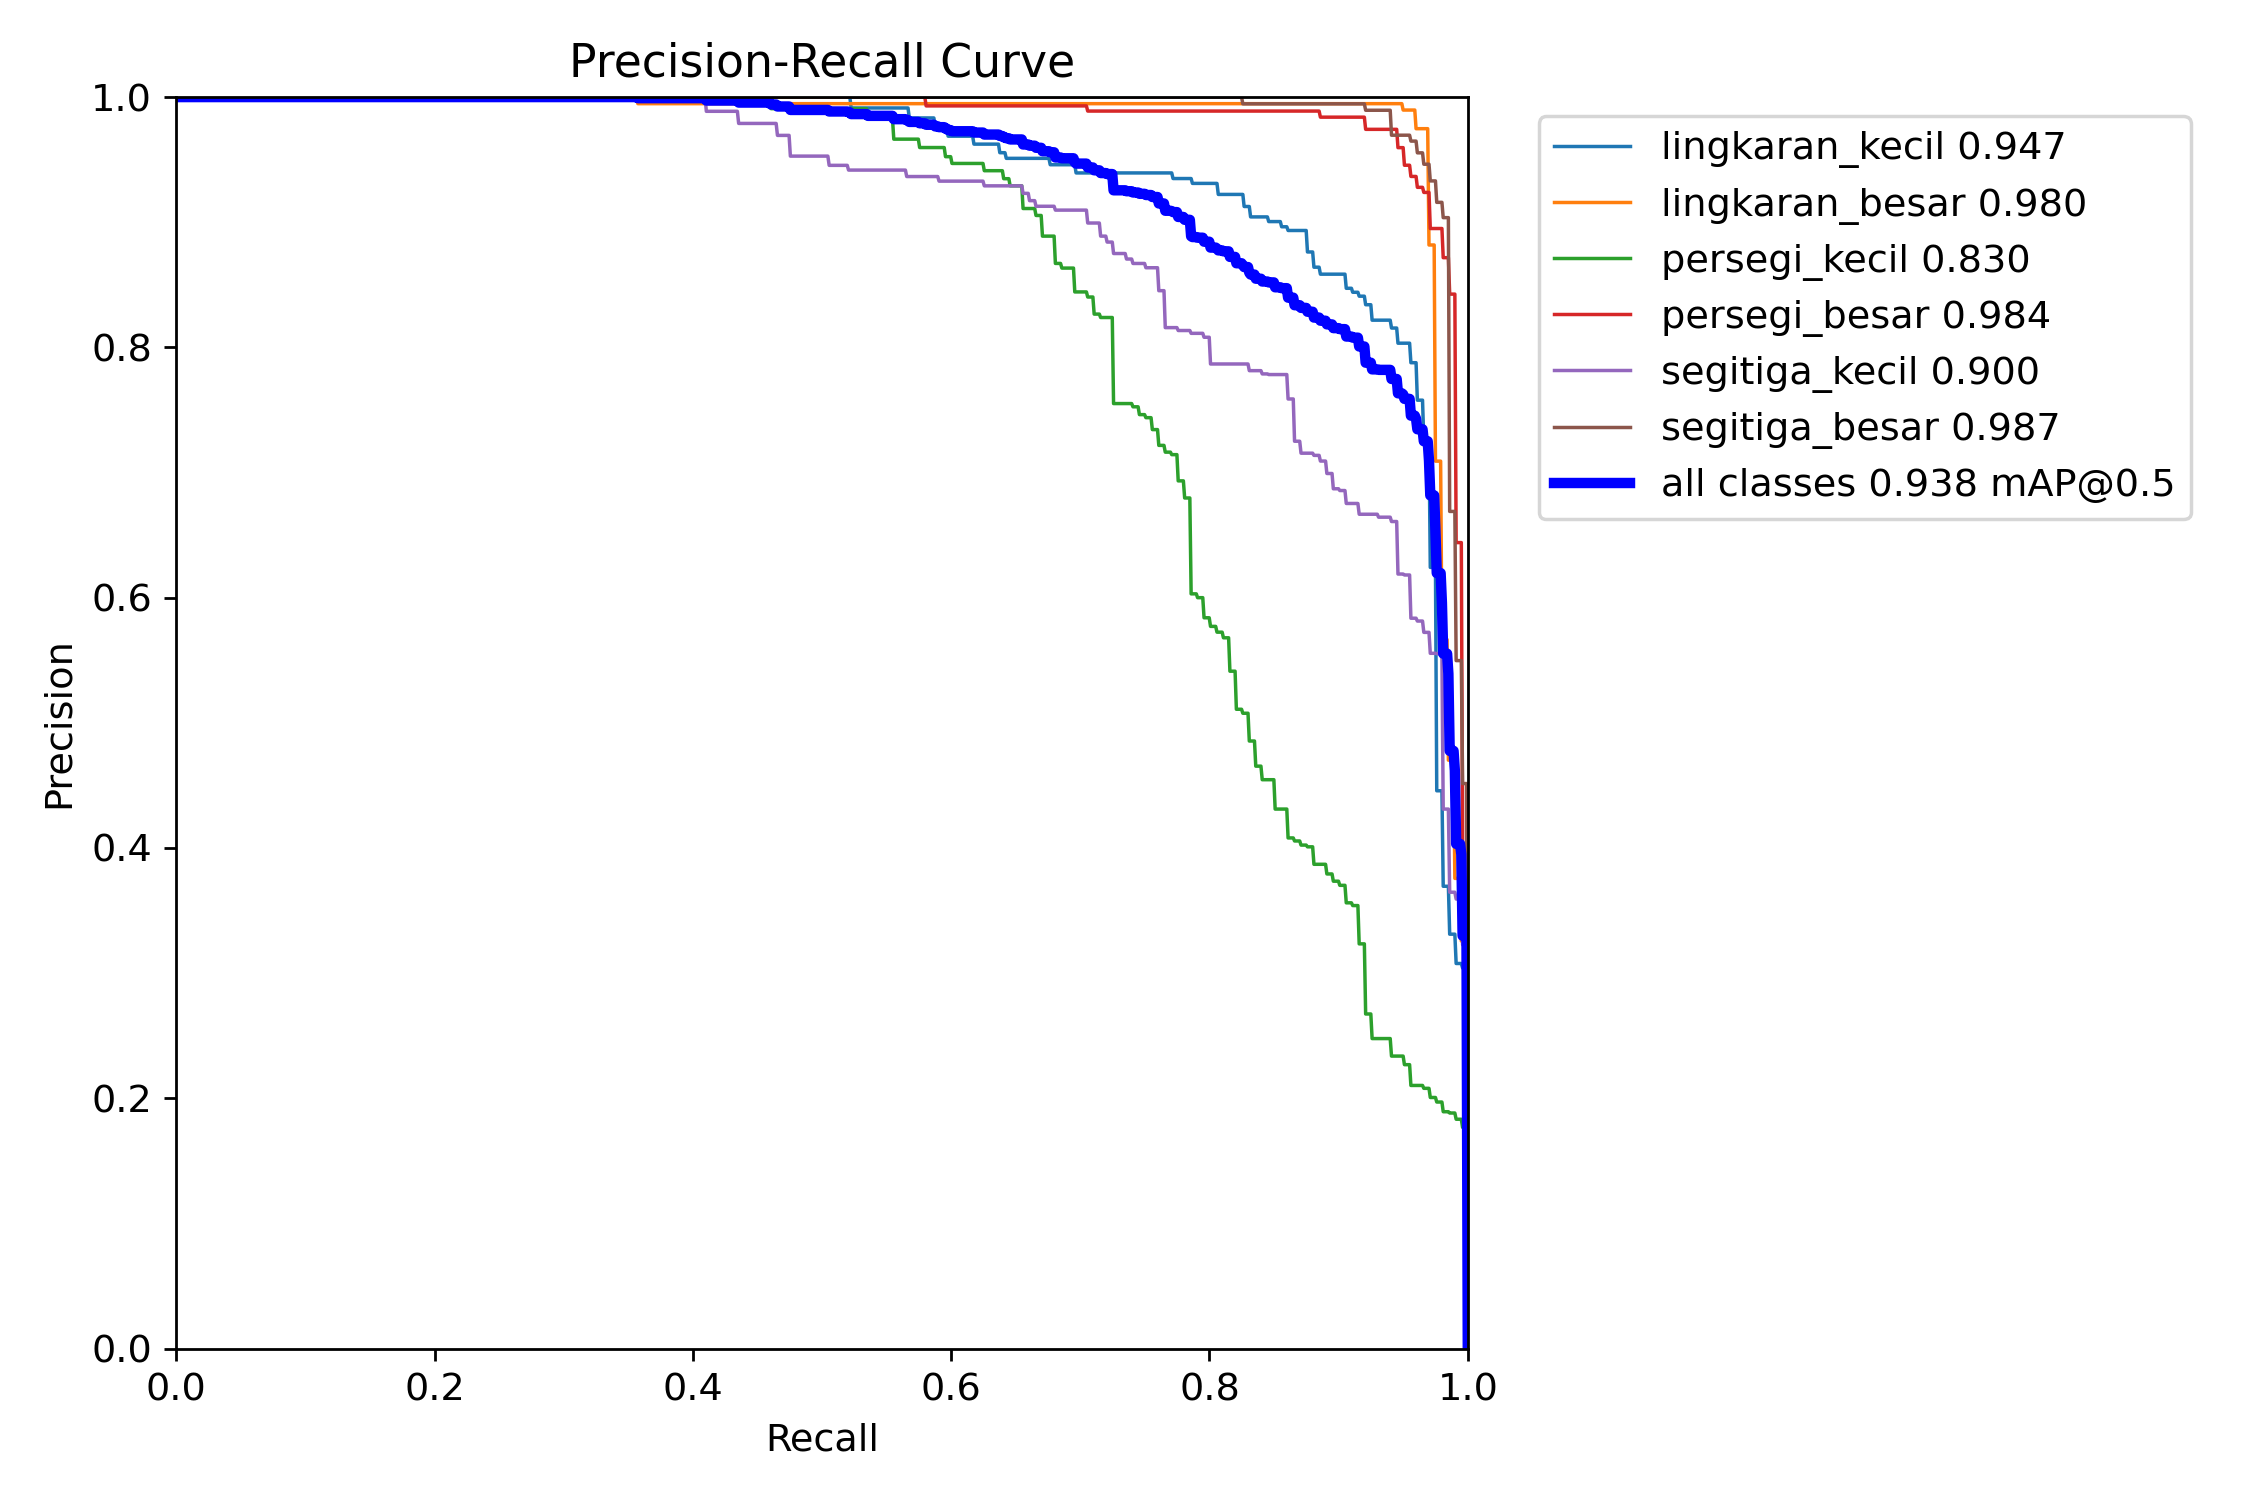 Precision-Recall Curve
1.0
0.8
0.6
0.4
0.2
0.0
Precision
0.0 0.2 0.4 0.6 0.8 1.0
Recall
lingkaran_kecil 0.947
lingkaran_besar 0.980
persegi_kecil 0.830
persegi_besar 0.984
segitiga_kecil 0.900
segitiga_besar 0.987
all classes 0.938 mAP@0.5